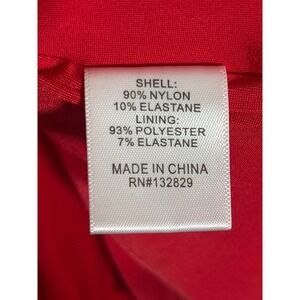 SHELL:
90% NYLON
10% ELASTANE
LINING:
93% POLYESTER
7% ELASTANE
MADE IN CHINA
RN#132829